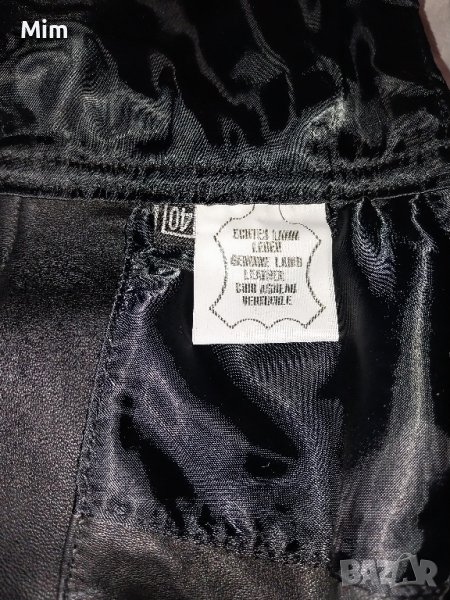 Mim
40
ECHTES LAMM
LEDER
GENUINE LAMB
LEATHER
CUIR AGNEAU
VERITABLE
BAZAR